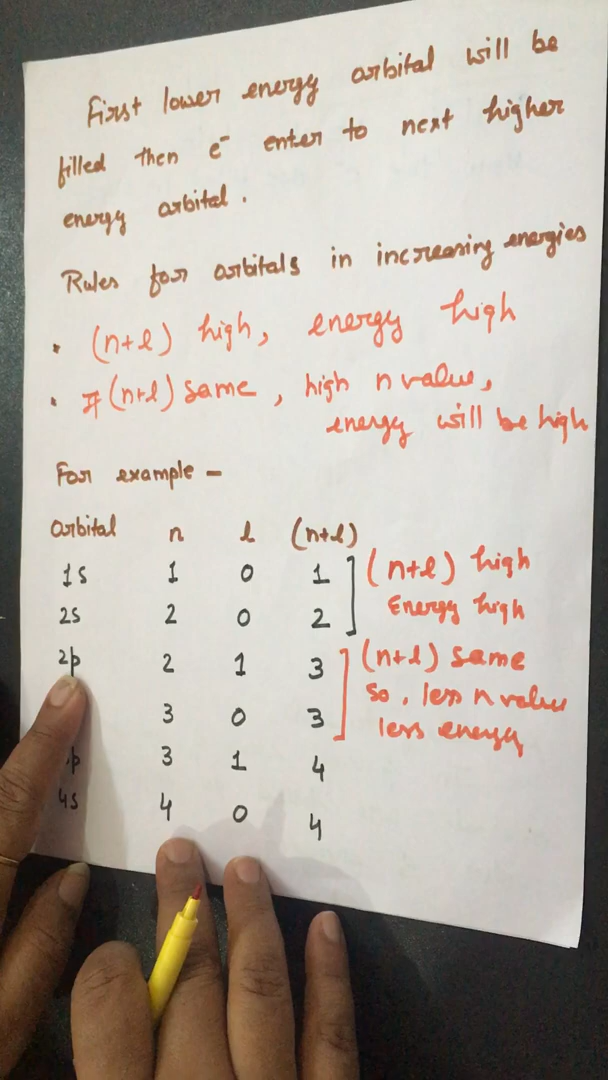 First lower energy orbital will be
filled then e⁻ enter to next higher
energy orbital.
Rules for orbitals in increasing energies
• (n+l) high, energy high
• If (n+l) same, high n value,
energy will be high
For example -
orbital n l (n+l)
1s 1 0 1 (n+l) high
2s 2 0 2 Energy high
2p 2 1 3 (n+l) same
3 0 3 so, less n value
less energy
p 3 1 4
4s 4 0 4